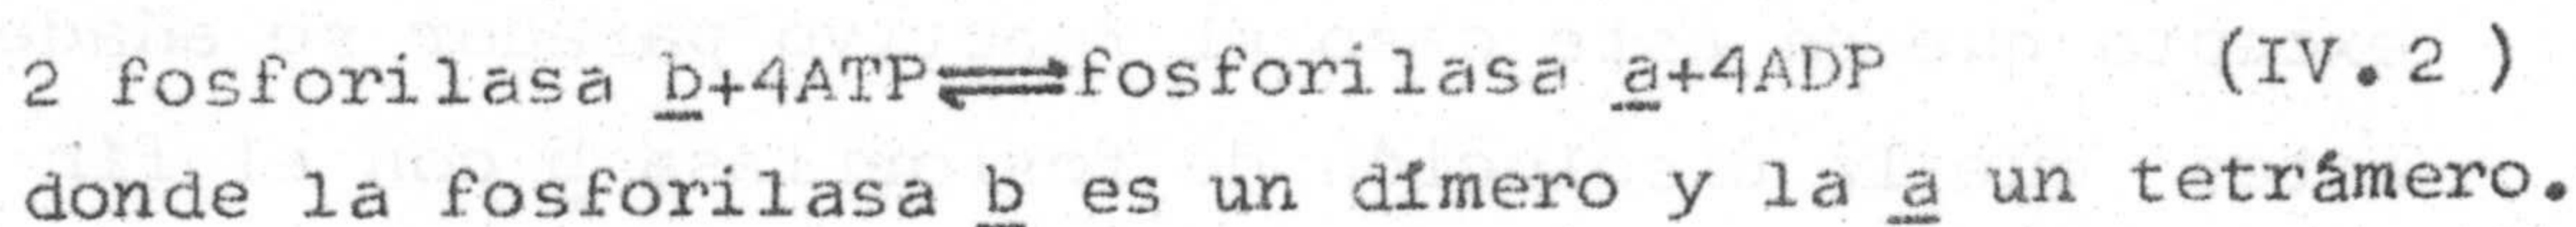 2 fosforilasa b+4ATP⇌fosforilasa a+4ADP (IV.2 )
donde la fosforilasa b es un dímero y la a un tetrámero.